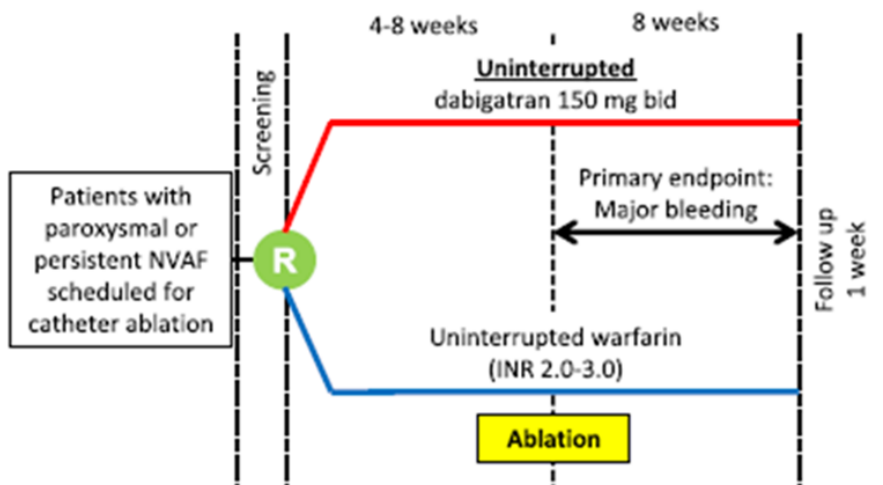 4-8 weeks
8 weeks
Screening
Uninterrupted
dabigatran 150 mg bid
Patients with
paroxysmal or
persistent NVAF
scheduled for
catheter ablation
R
Primary endpoint:
Major bleeding
Follow up
1 week
Uninterrupted warfarin
(INR 2.0-3.0)
Ablation